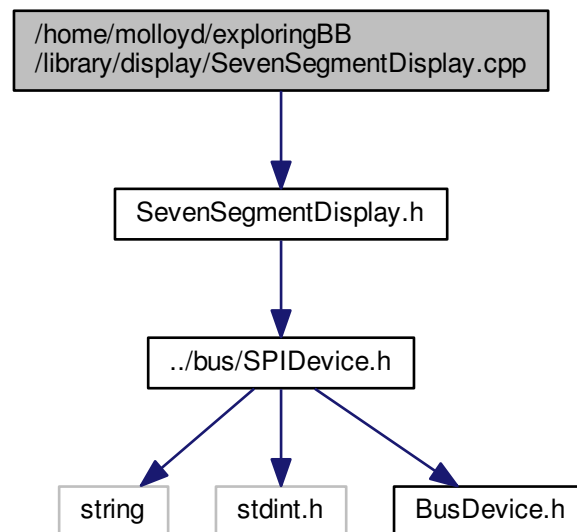 /home/molloyd/exploringBB
/library/display/SevenSegmentDisplay.cpp
SevenSegmentDisplay.h
../bus/SPIDevice.h
string
stdint.h
BusDevice.h